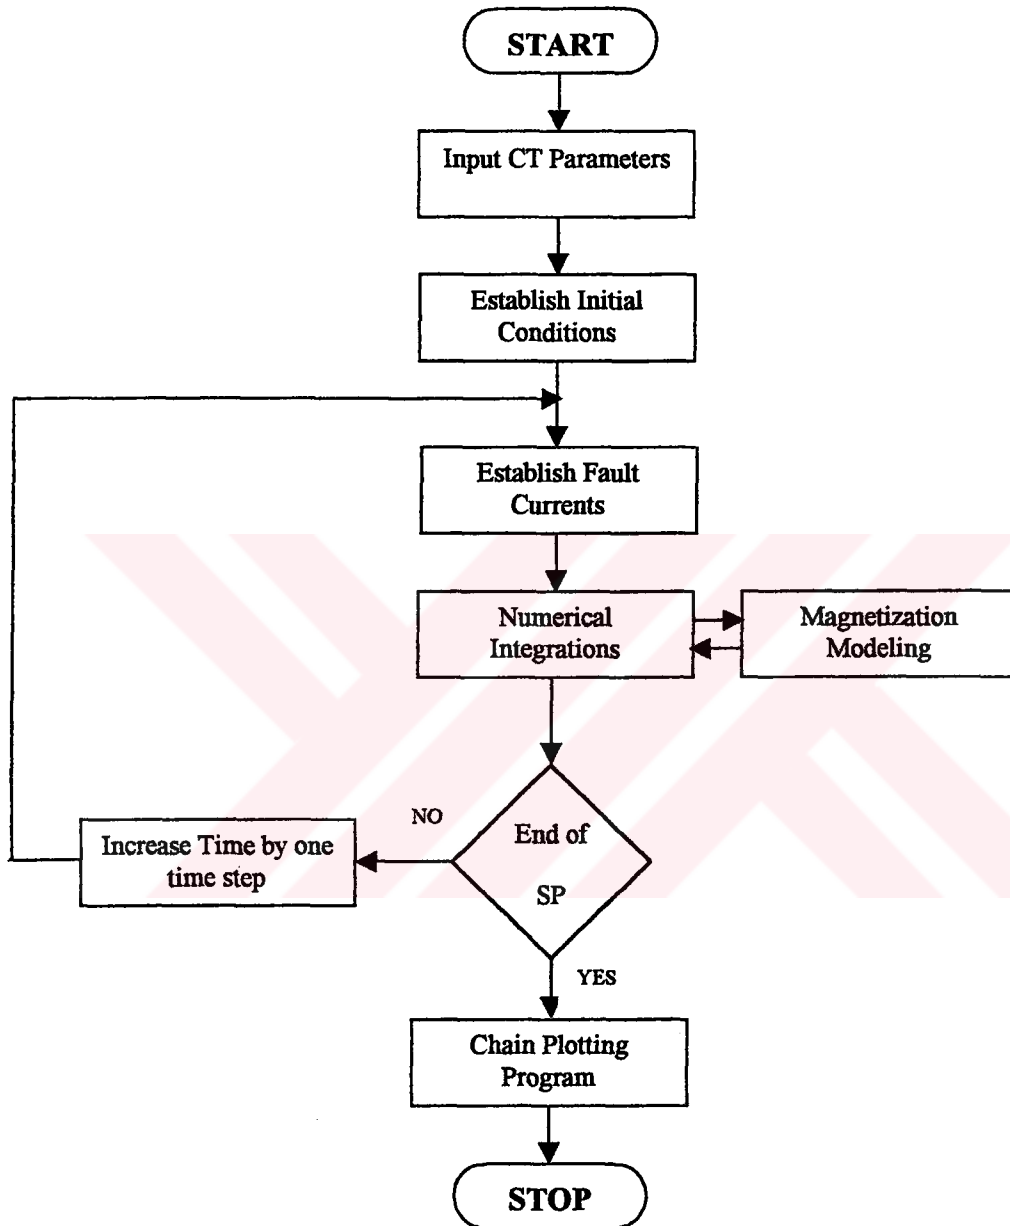 START
Input CT Parameters
Establish Initial
Conditions
Establish Fault
Currents
Numerical
Integrations
Magnetization
Modeling
End of
SP
NO
Increase Time by one
time step
YES
Chain Plotting
Program
STOP